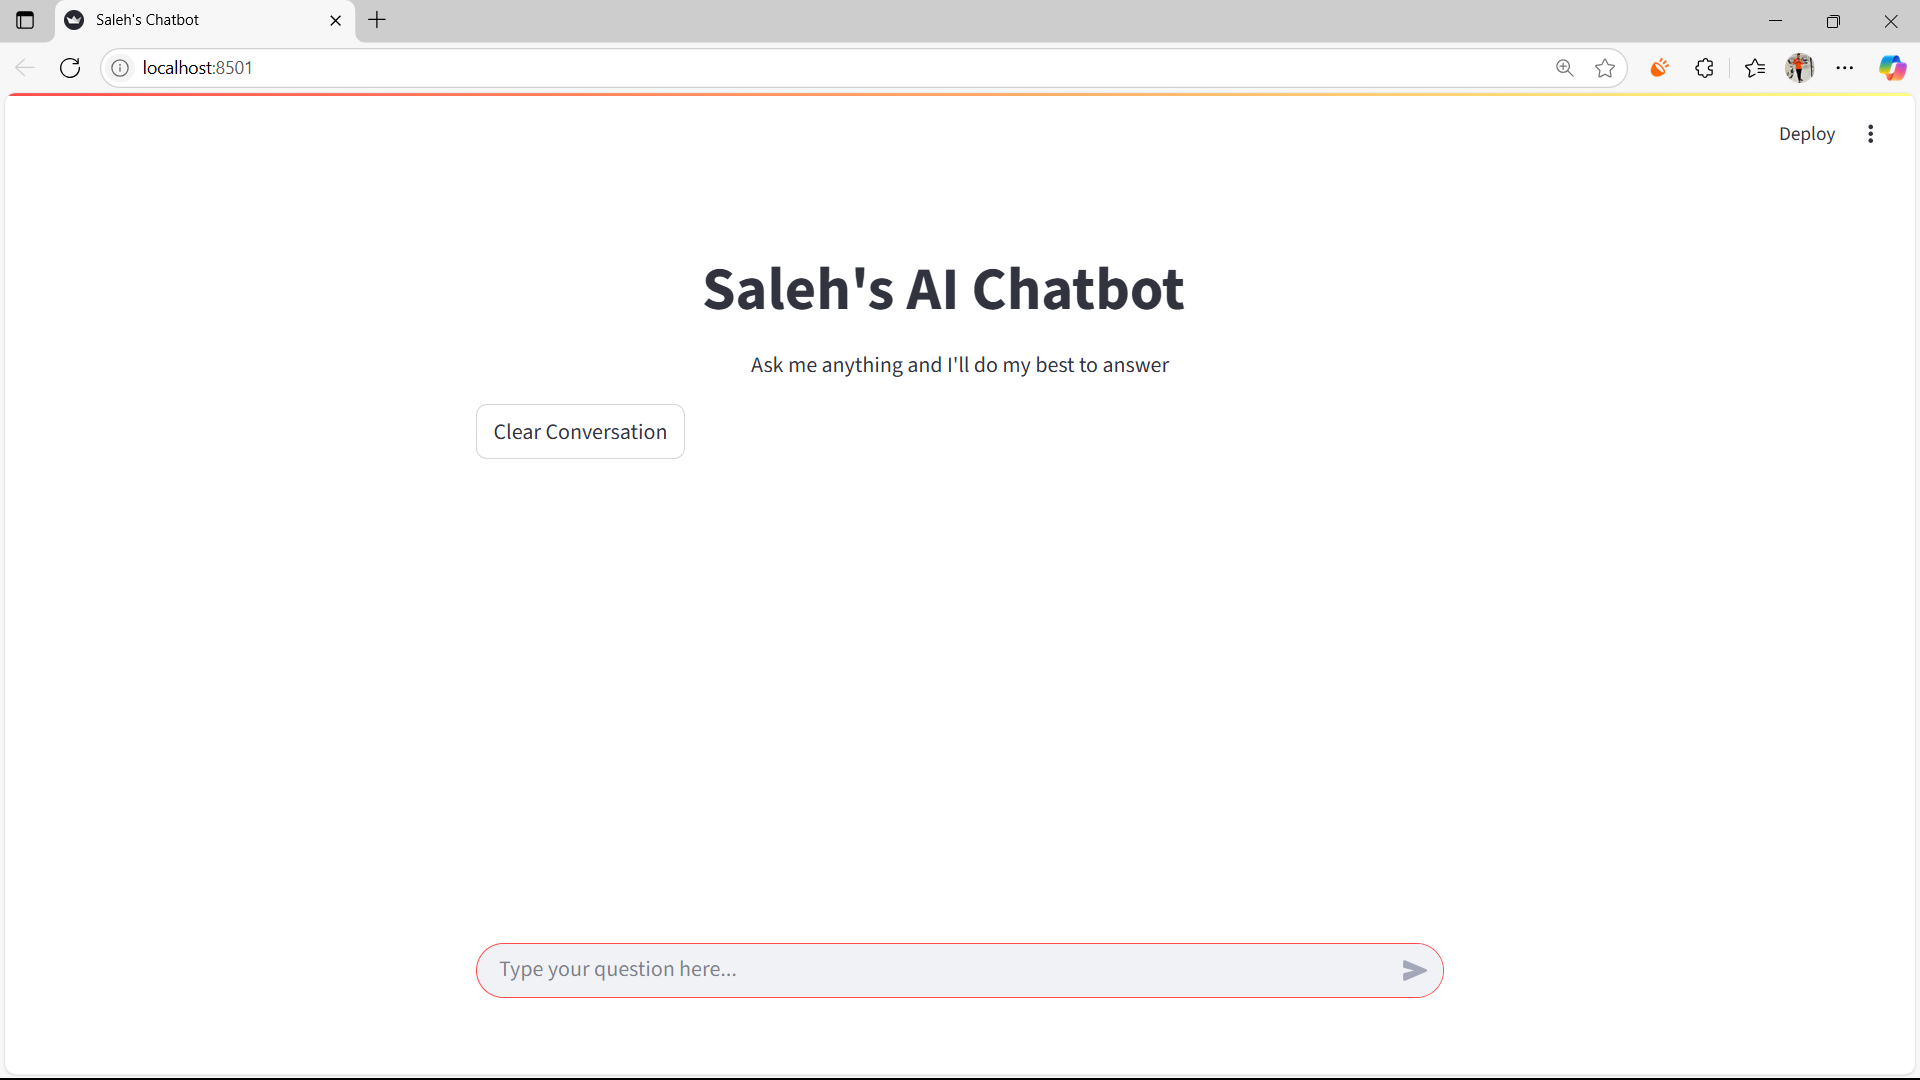 Saleh's Chatbot
localhost:8501
Deploy
Saleh's AI Chatbot
Ask me anything and I'll do my best to answer
Clear Conversation
Type your question here...